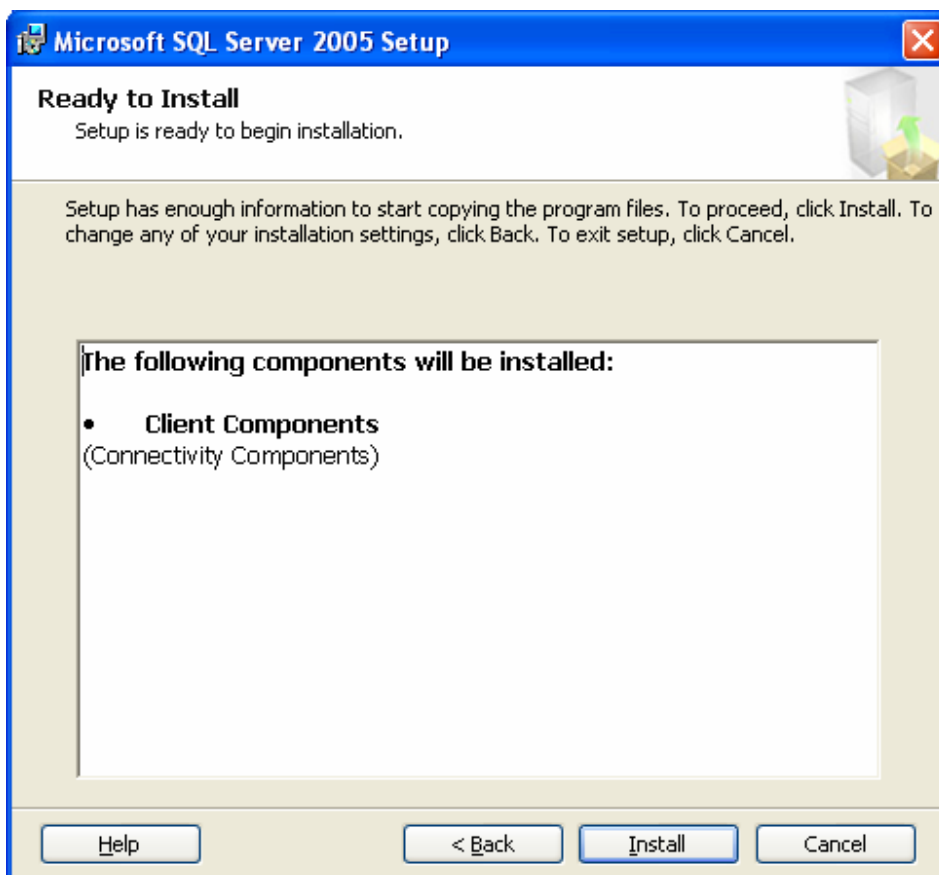 Microsoft SQL Server 2005 Setup
Ready to Install
Setup is ready to begin installation.
Setup has enough information to start copying the program files. To proceed, click Install. To
change any of your installation settings, click Back. To exit setup, click Cancel.
The following components will be installed:
• Client Components
(Connectivity Components)
Help
< Back
Install
Cancel